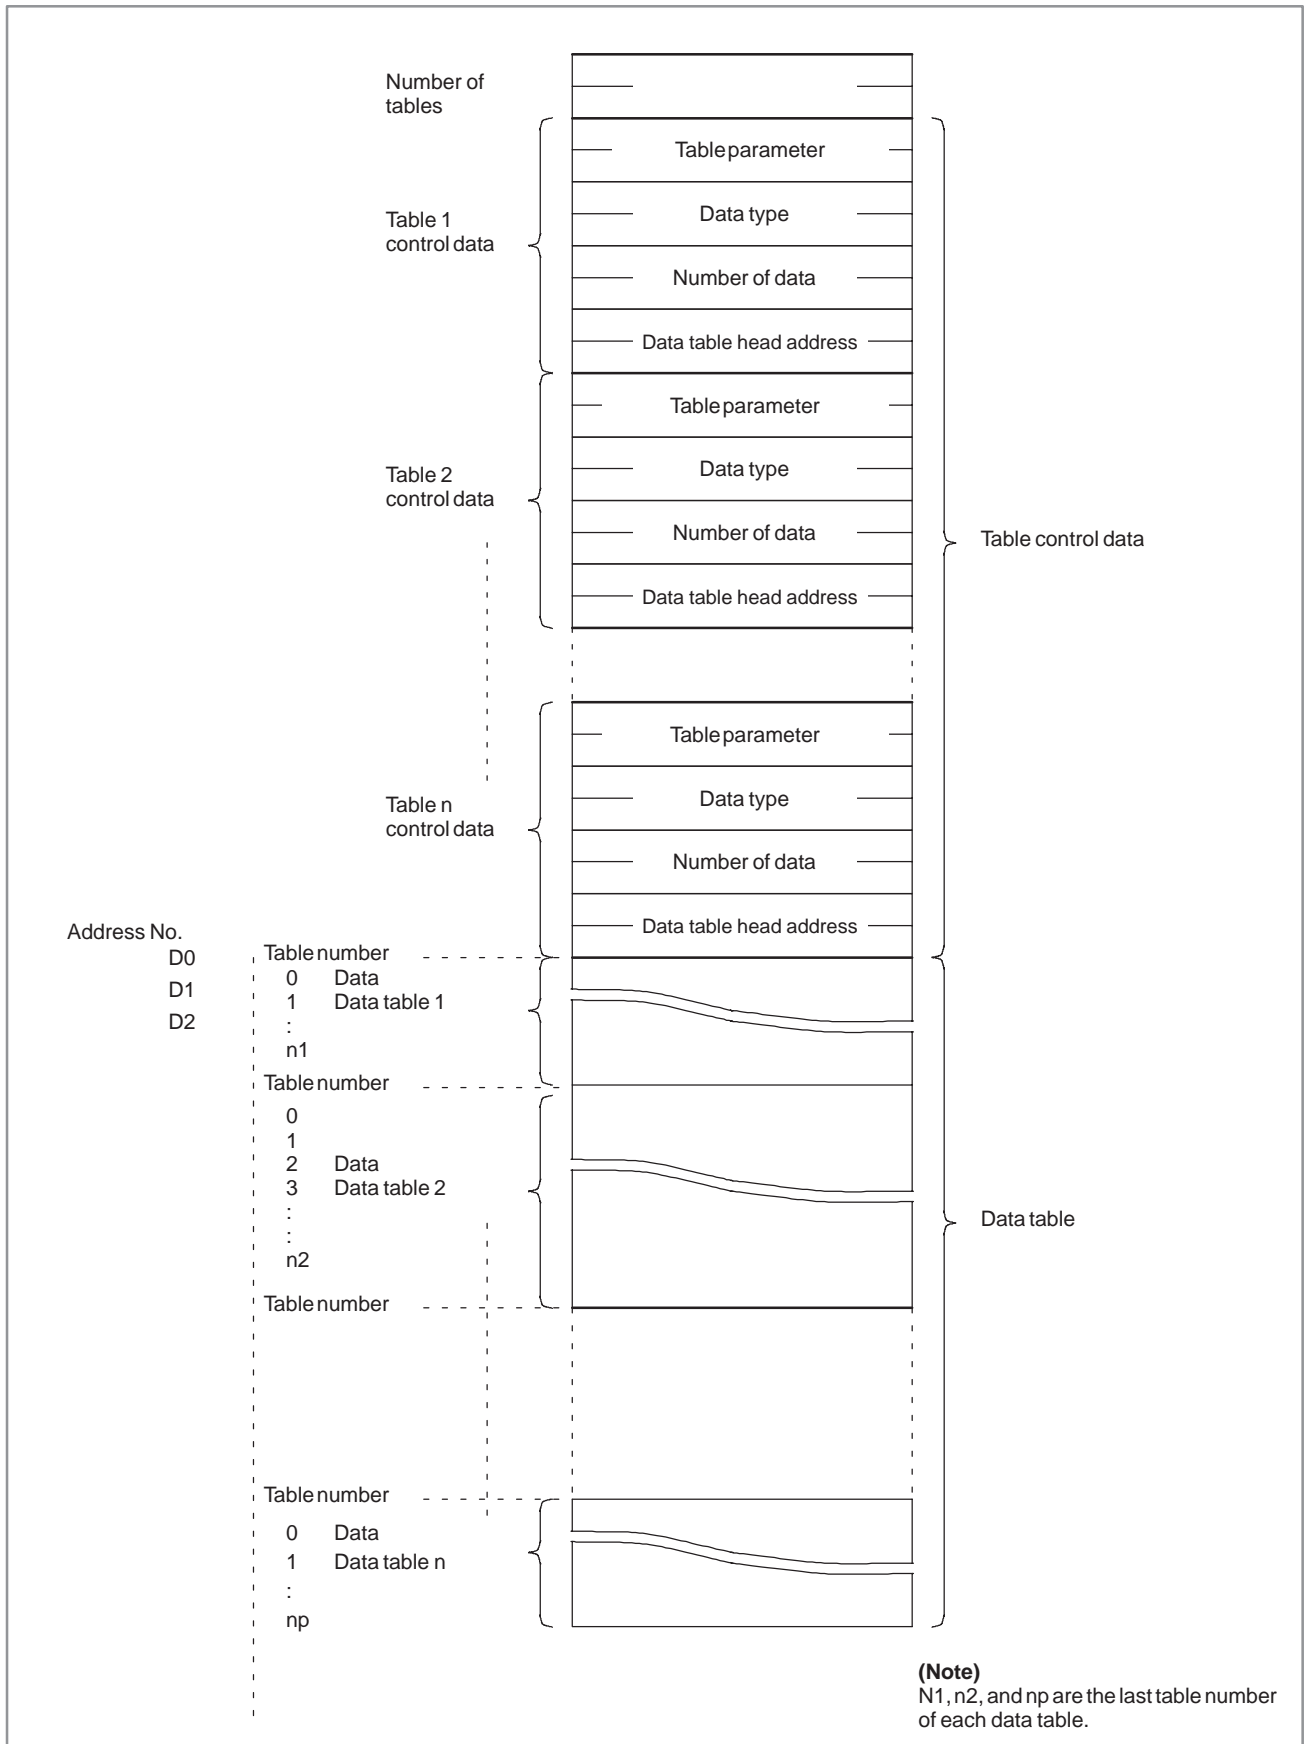 Number of
tables
Table parameter
Data type
Table 1
control data
Number of data
Data table head address
Table parameter
Data type
Table 2
control data
Number of data
Table control data
Data table head address
Table parameter
Data type
Table n
control data
Number of data
Data table head address
Address No.
D0
D1
D2
Table number
0 Data
1 Data table 1
:
n1
Table number
0
1
2 Data
3 Data table 2
:
:
n2
Data table
Table number
Table number
0 Data
1 Data table n
:
np
(Note)
N1, n2, and np are the last table number
of each data table.